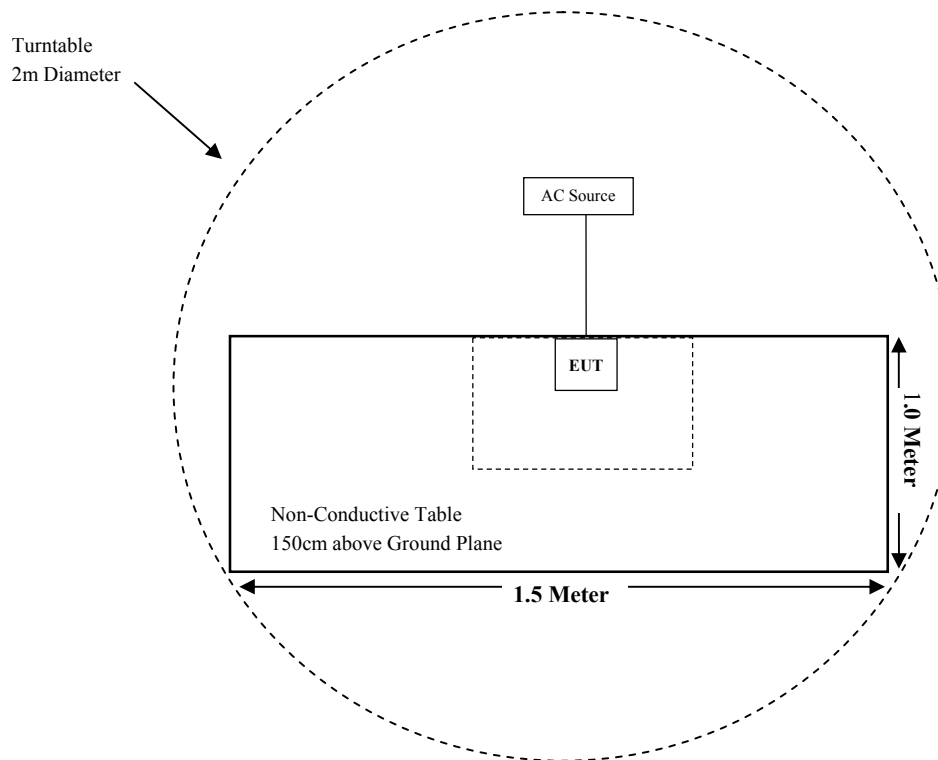 Turntable
2m Diameter
AC Source
EUT
1.0 Meter
Non-Conductive Table
150cm above Ground Plane
1.5 Meter